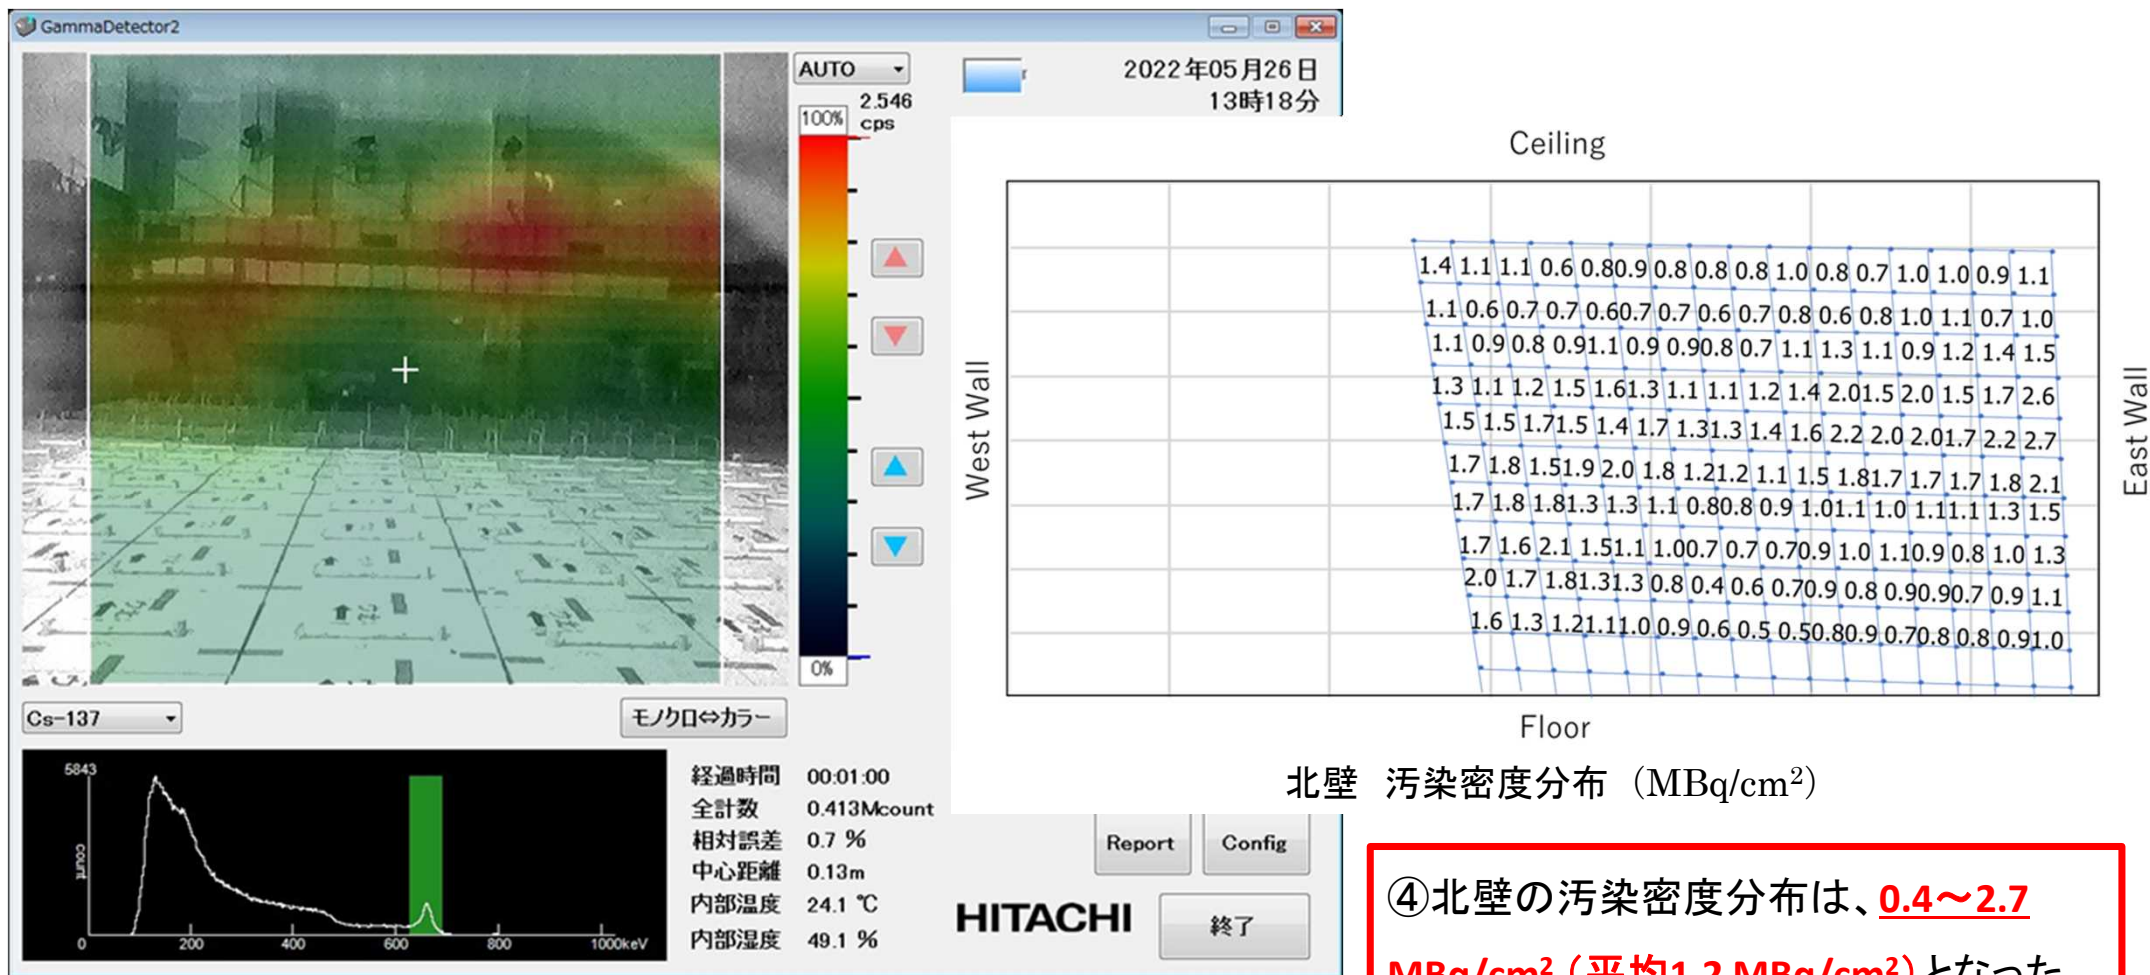 GammaDetector2
AUTO
2.546
cps
100%
0%
2022年05月26日
13時18分
Cs-137
モノクロ⇔カラー
5843
count
0 200 400 600 800 1000keV
経過時間 00:01:00
全計数 0.413Mcount
相対誤差 0.7 %
中心距離 0.13m
内部温度 24.1 ℃
内部湿度 49.1 %
Report
Config
HITACHI
終了
Ceiling
West Wall
East Wall
1.4 1.1 1.1 0.6 0.8 0.9 0.8 0.8 0.8 1.0 0.8 0.7 1.0 1.0 0.9 1.1
1.1 0.6 0.7 0.7 0.6 0.7 0.7 0.6 0.7 0.8 0.6 0.8 1.0 1.1 0.7 1.0
1.1 0.9 0.8 0.9 1.1 0.9 0.9 0.8 0.7 1.1 1.3 1.1 0.9 1.2 1.4 1.5
1.3 1.1 1.2 1.5 1.6 1.3 1.1 1.1 1.2 1.4 2.0 1.5 2.0 1.5 1.7 2.6
1.5 1.5 1.7 1.5 1.4 1.7 1.3 1.3 1.4 1.6 2.2 2.0 2.0 1.7 2.2 2.7
1.7 1.8 1.5 1.9 2.0 1.8 1.2 1.2 1.1 1.5 1.8 1.7 1.7 1.7 1.8 2.1
1.7 1.8 1.8 1.3 1.3 1.1 0.8 0.8 0.9 1.0 1.1 1.0 1.1 1.1 1.3 1.5
1.7 1.6 2.1 1.5 1.1 1.0 0.7 0.7 0.7 0.9 1.0 1.1 0.9 0.8 1.0 1.3
2.0 1.7 1.8 1.3 1.3 0.8 0.4 0.6 0.7 0.9 0.8 0.9 0.9 0.7 0.9 1.1
1.6 1.3 1.2 1.1 1.0 0.9 0.6 0.5 0.5 0.8 0.9 0.7 0.8 0.8 0.9 1.0
Floor
北壁 汚染密度分布（MBq/cm²）
④北壁の汚染密度分布は、0.4～2.7
MBq/cm²（平均1.2 MBq/cm²）となった